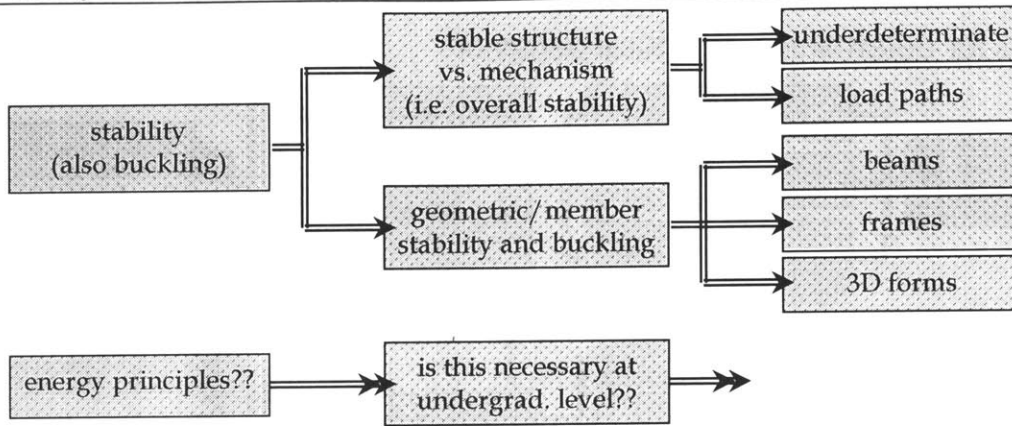 stability
(also buckling)
stable structure
vs. mechanism
(i.e. overall stability)
underdeterminate
load paths
geometric/member
stability and buckling
beams
frames
3D forms
energy principles??
is this necessary at
undergrad. level??